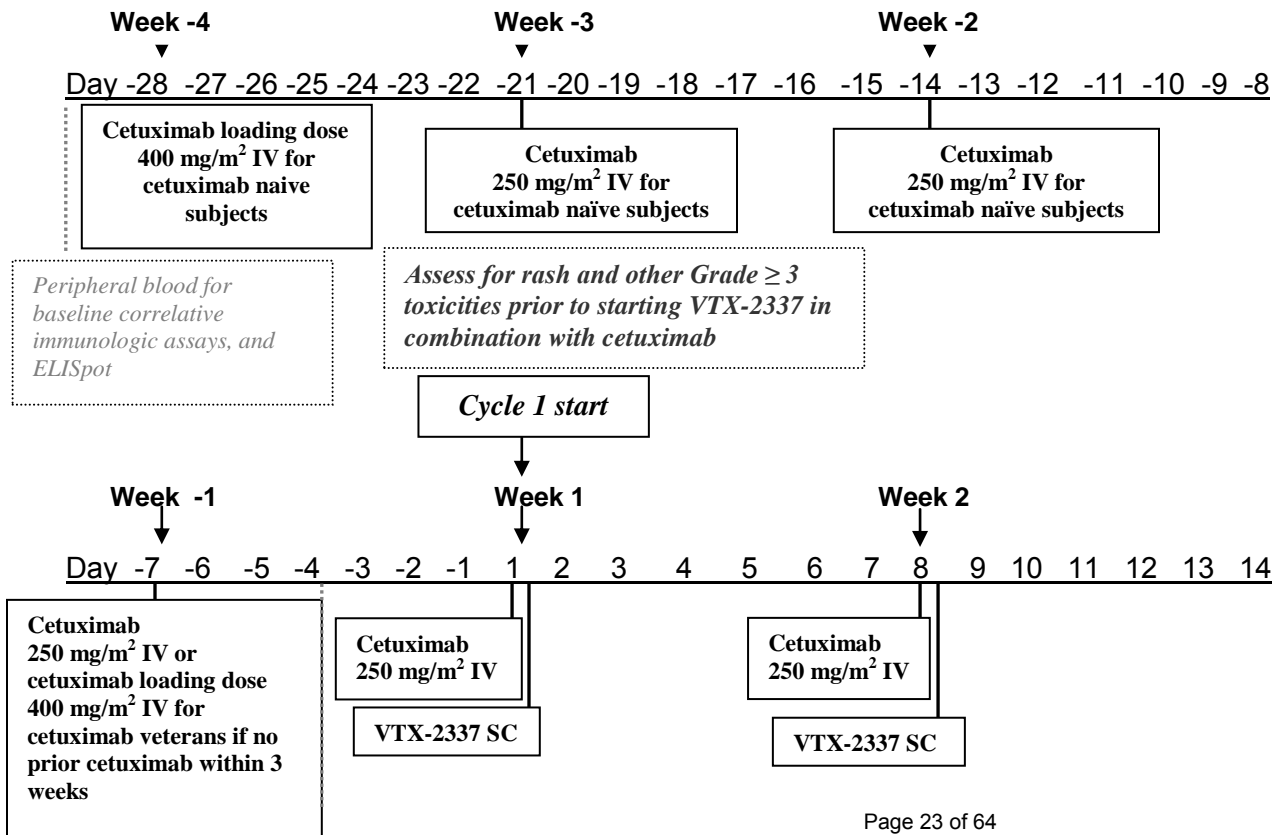 Week -4 Week -3 Week -2
Day -28 -27 -26 -25 -24 -23 -22 -21 -20 -19 -18 -17 -16 -15 -14 -13 -12 -11 -10 -9 -8
Cetuximab loading dose
400 mg/m² IV for
cetuximab naive
subjects
Cetuximab
250 mg/m² IV for
cetuximab naïve subjects
Cetuximab
250 mg/m² IV for
cetuximab naïve subjects
Peripheral blood for
baseline correlative
immunologic assays, and
ELISpot
Assess for rash and other Grade ≥ 3
toxicities prior to starting VTX-2337 in
combination with cetuximab
Cycle 1 start
Week -1 Week 1 Week 2
Day -7 -6 -5 -4 -3 -2 -1 1 2 3 4 5 6 7 8 9 10 11 12 13 14
Cetuximab
250 mg/m² IV or
cetuximab loading dose
400 mg/m² IV for
cetuximab veterans if no
prior cetuximab within 3
weeks
Cetuximab
250 mg/m² IV
VTX-2337 SC
Cetuximab
250 mg/m² IV
VTX-2337 SC
Page 23 of 64